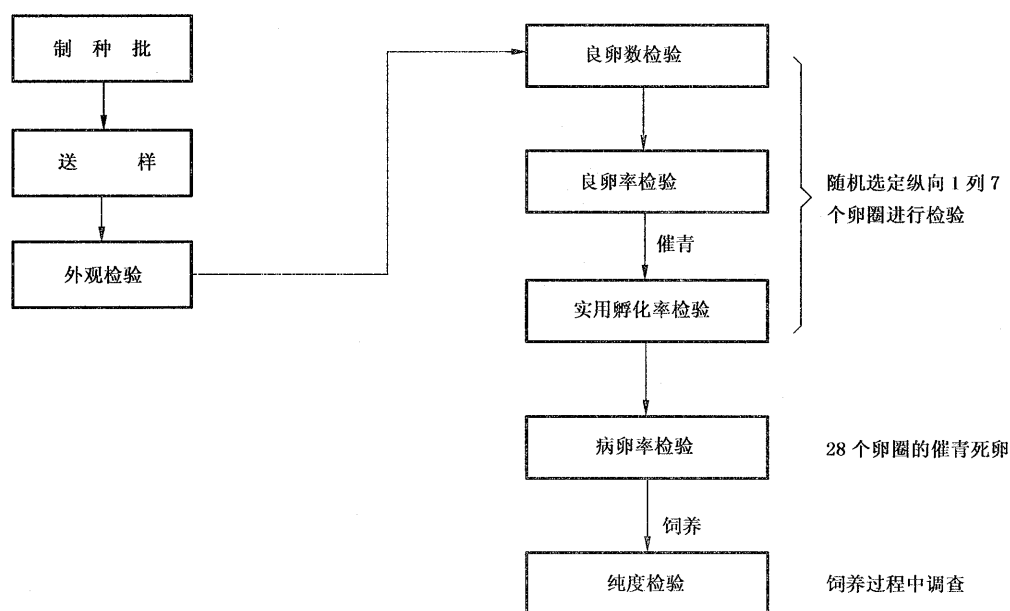 制 种 批
送 样
外观检验
良卵数检验
良卵率检验
催青
实用孵化率检验
随机选定纵向 1 列 7
个卵圈进行检验
病卵率检验
28 个卵圈的催青死卵
饲养
纯度检验
饲养过程中调查